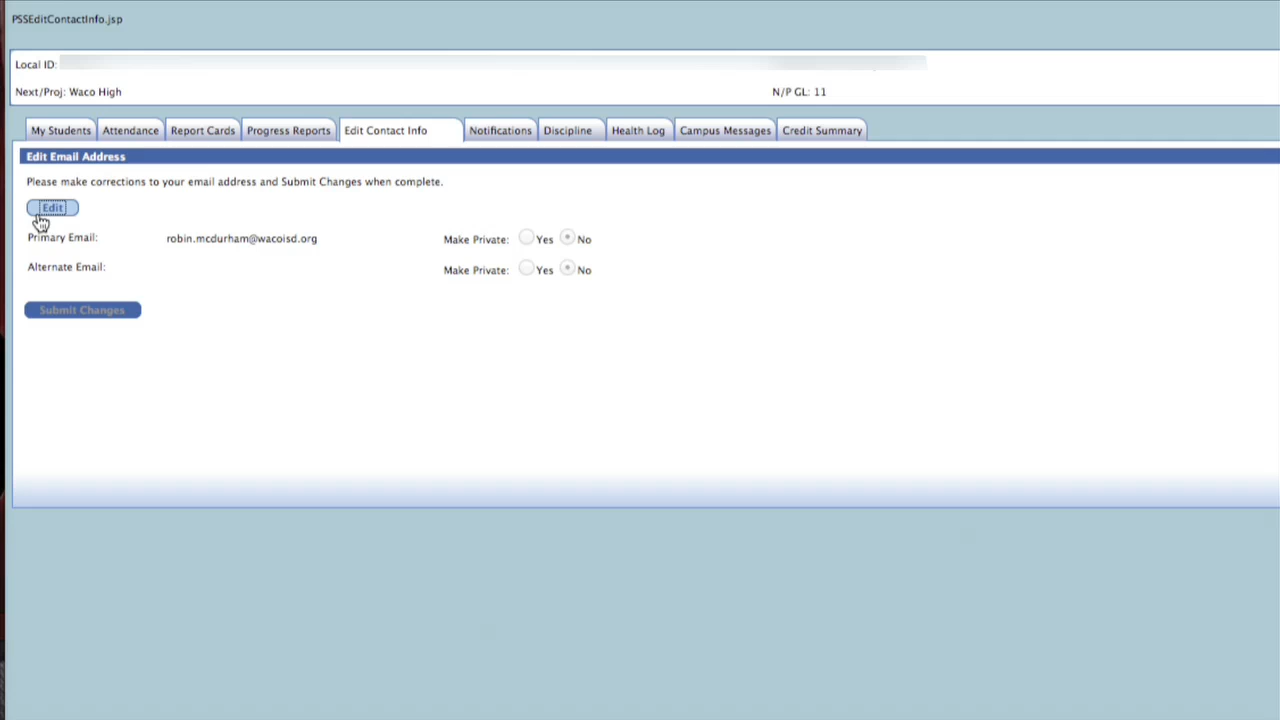 PSSEditContactInfo.jsp
Local ID:
Next/Proj: Waco High N/P GL: 11
My Students Attendance Report Cards Progress Reports Edit Contact Info Notifications Discipline Health Log Campus Messages Credit Summary
Edit Email Address
Please make corrections to your email address and Submit Changes when complete.
Edit
Primary Email: robin.mcdurham@wacoisd.org Make Private: Yes No
Alternate Email: Make Private: Yes No
Submit Changes